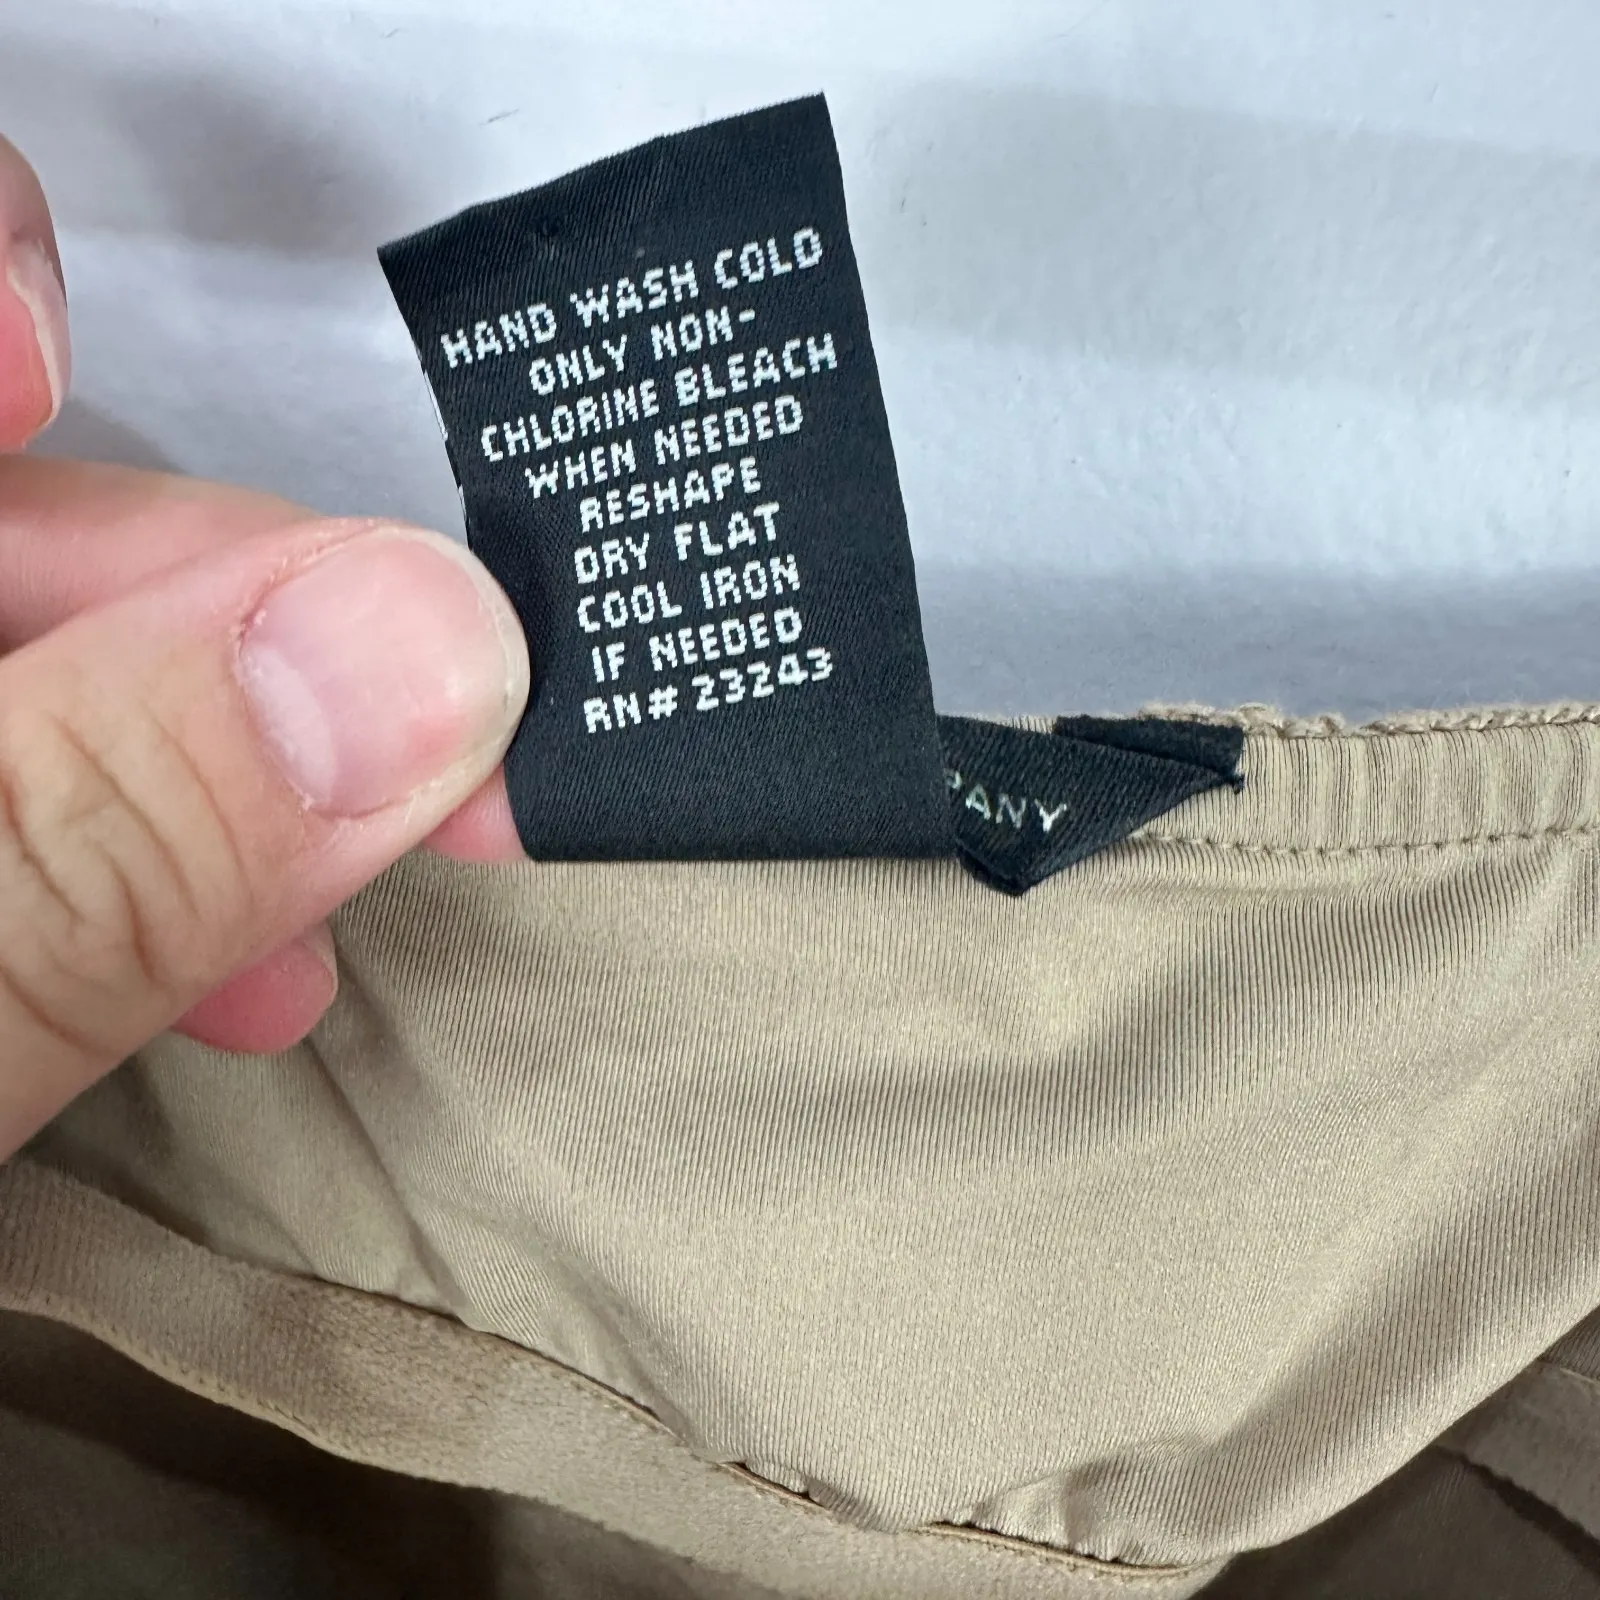 HAND WASH COLD
ONLY NON-
CHLORINE BLEACH
WHEN NEEDED
RESHAPE
DRY FLAT
COOL IRON
IF NEEDED
RN# 23243
PANY